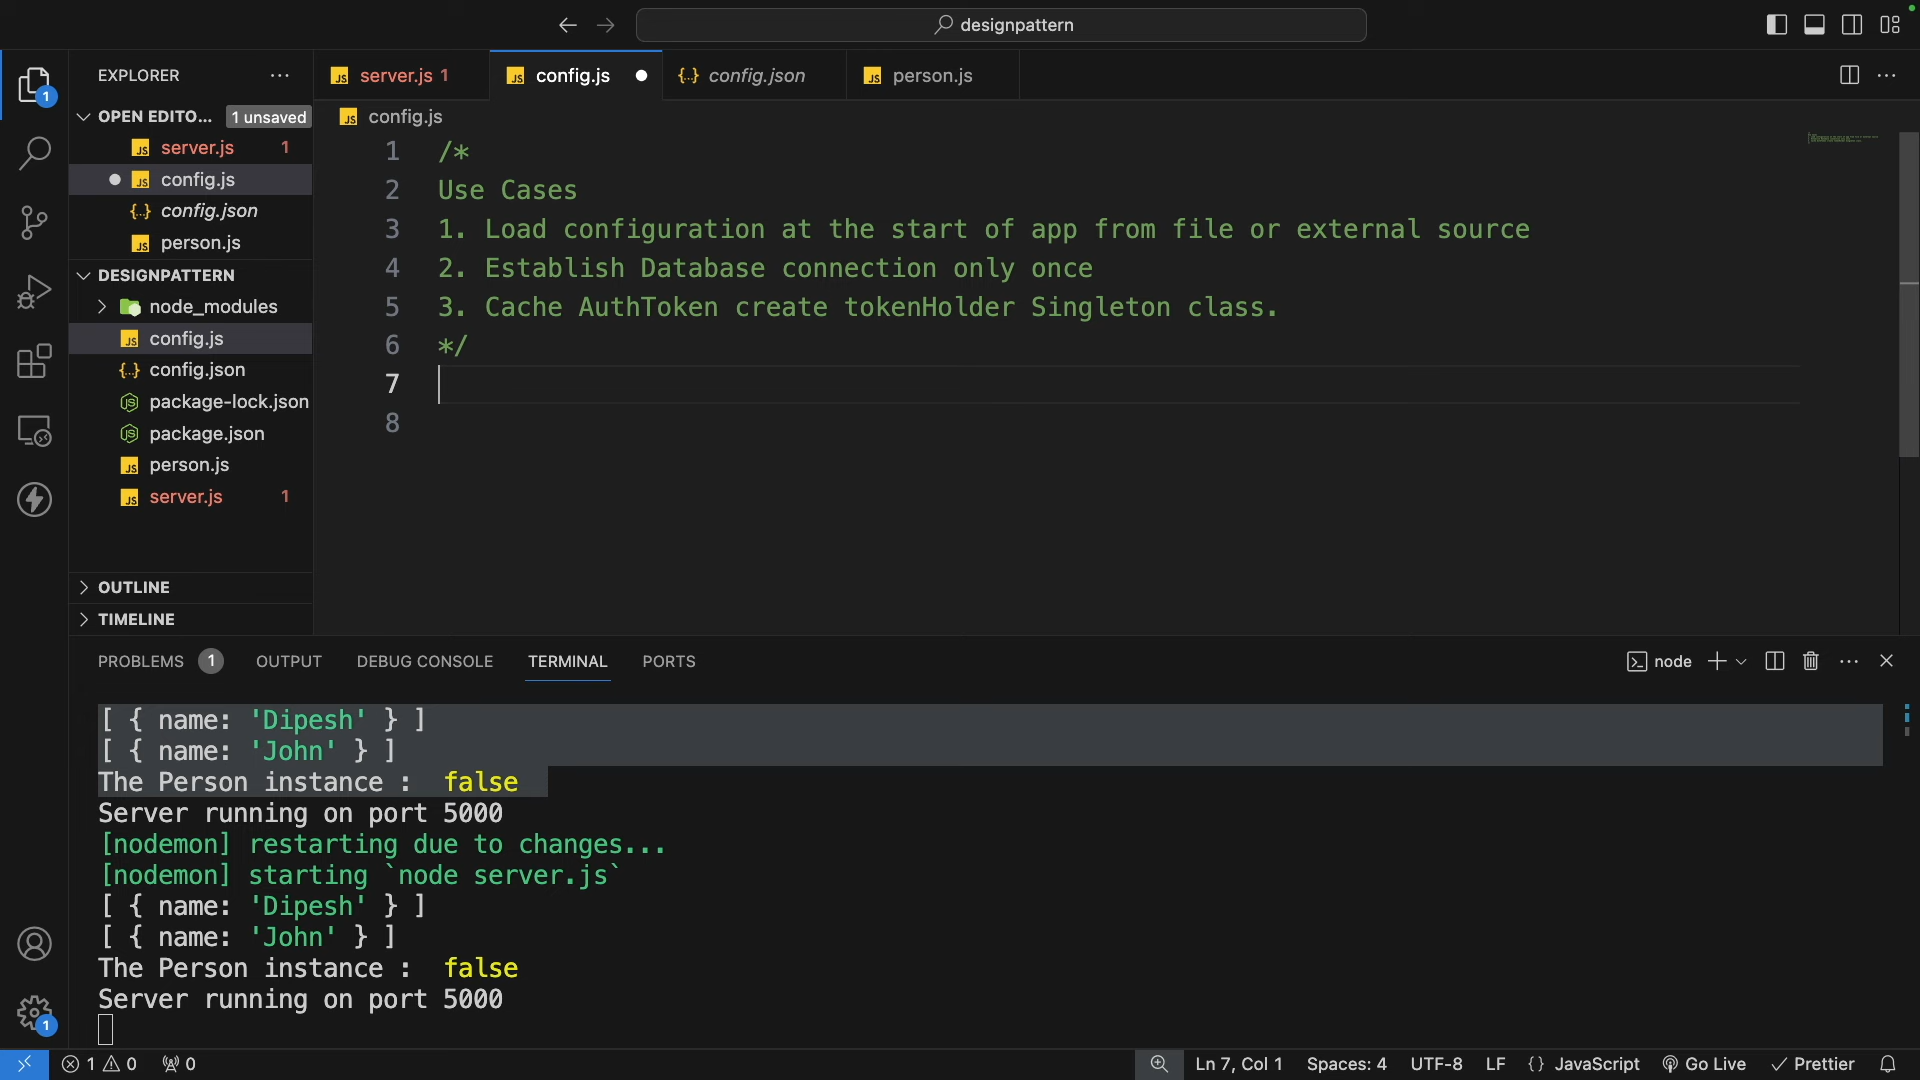 designpattern
EXPLORER
server.js 1
config.js
config.json
person.js
OPEN EDITO... 1 unsaved
server.js 1
config.js
config.json
person.js
DESIGNPATTERN
node_modules
config.js
config.json
package-lock.json
package.json
person.js
server.js 1
OUTLINE
TIMELINE
config.js
1 /*
2 Use Cases
3 1. Load configuration at the start of app from file or external source
4 2. Establish Database connection only once
5 3. Cache AuthToken create tokenHolder Singleton class.
6 */
7
8
PROBLEMS 1 OUTPUT DEBUG CONSOLE TERMINAL PORTS
node
[ { name: 'Dipesh' } ]
[ { name: 'John' } ]
The Person instance : false
Server running on port 5000
[nodemon] restarting due to changes...
[nodemon] starting `node server.js`
[ { name: 'Dipesh' } ]
[ { name: 'John' } ]
The Person instance : false
Server running on port 5000
1 0 0 Ln 7, Col 1 Spaces: 4 UTF-8 LF {} JavaScript Go Live Prettier